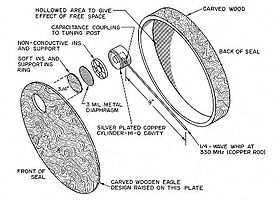 HOLLOWED AREA TO GIVE
EFFECT OF FREE SPACE
CARVED WOOD
CAPACITANCE COUPLING
TO TUNING POST
NON-CONDUCTIVE INS
AND SUPPORT
SOFT INS AND
SUPPORTING
RING
BACK OF SEAL
3/4"
9"
3 MIL METAL
DIAPHRAGM
SILVER PLATED COPPER
CYLINDER-HI-Q CAVITY
1/4-WAVE WHIP AT
330 MHz (COPPER ROD)
FRONT OF
SEAL
CARVED WOODEN EAGLE
DESIGN RAISED ON THIS PLATE